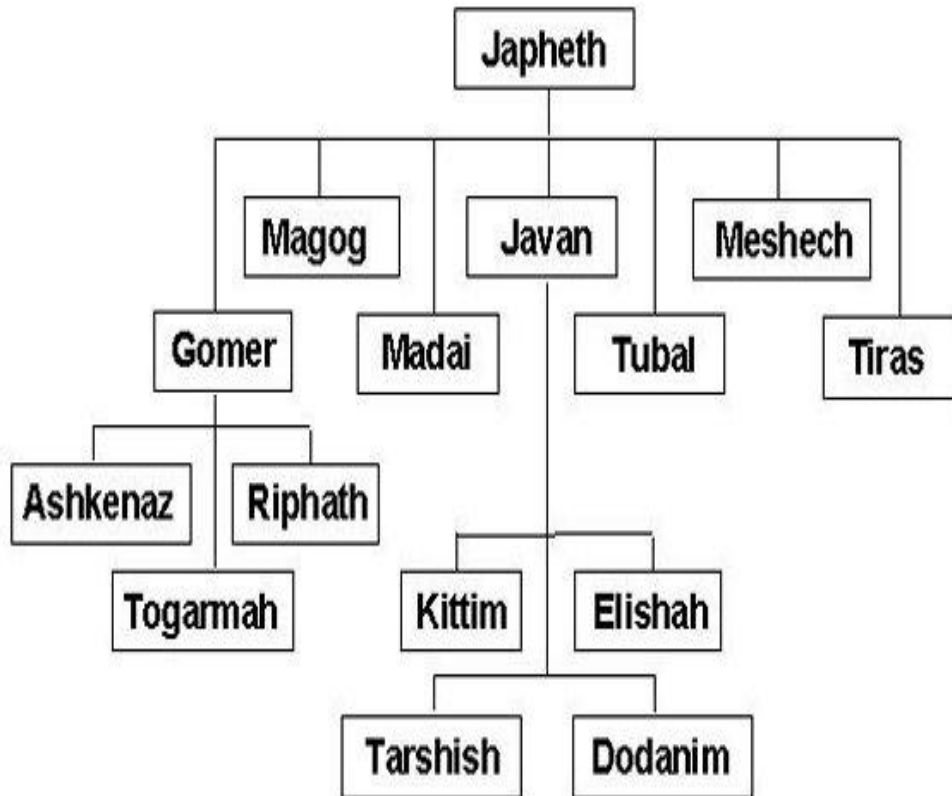 Japheth
Magog
Javan
Meshech
Gomer
Madai
Tubal
Tiras
Ashkenaz
Riphath
Togarmah
Kittim
Elishah
Tarshish
Dodanim